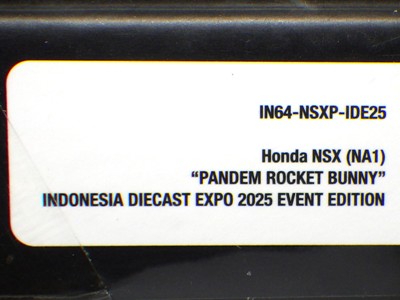 IN64-NSXP-IDE25
Honda NSX (NA1)
“PANDEM ROCKET BUNNY”
INDONESIA DIECAST EXPO 2025 EVENT EDITION